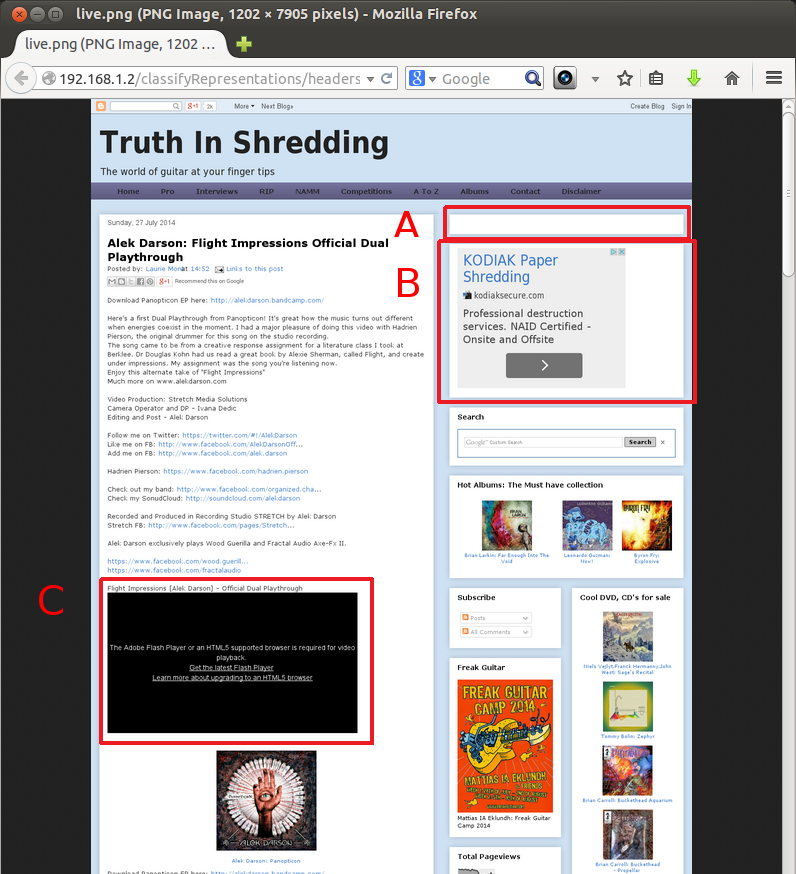 live.png (PNG Image, 1202 × 7905 pixels) - Mozilla Firefox
live.png (PNG Image, 1202 ...
192.168.1.2/classifyRepresentations/headers
Google
g+1 2k More Next Blog» Create Blog Sign In
Truth In Shredding
The world of guitar at your finger tips
Home Pro Interviews RIP NAMM Competitions A To Z Albums Contact Disclaimer
Sunday, 27 July 2014
Alek Darson: Flight Impressions Official Dual
Playthrough
Posted by: Laurie Monk at 14:52 Links to this post
g+1 Recommend this on Google
Download Panopticon EP here: http://alekdarson.bandcamp.com/
Here's a first Dual Playthrough from Panopticon! It's great how the music turns out different
when energies coexist in the moment. I had a major pleasure of doing this video with Hadrien
Pierson, the original drummer for this song on the studio recording.
The song came to be from a creative response assignment for a literature class I took at
Berklee. Dr Douglas Kohn had us read a great book by Alexie Sherman, called Flight, and create
under impressions. My assignment was the song you're listening now.
Enjoy this alternate take of "Flight Impressions"
Much more on www.alekdarson.com
Video Production: Stretch Media Solutions
Camera Operator and DP - Ivana Dedic
Editing and Post - Alek Darson
Follow me on Twitter: https://twitter.com/#!/AlekDarson
Like me on FB: http://www.facebook.com/AlekDarsonOff...
Add me on FB: http://www.facebook.com/alek.darson
Hadrien Pierson: https://www.facebook.com/hadrien.pierson
Check out my band: http://www.facebook.com/organized.cha...
Check my SonudCloud: http://soundcloud.com/alekdarson
Recorded and Produced in Recording Studio STRETCH by Alek Darson
Stretch FB: http://www.facebook.com/pages/Stretch...
Alek Darson exclusively plays Wood Guerilla and Fractal Audio Axe-Fx II.
https://www.facebook.com/wood.guerill...
https://www.facebook.com/fractalaudio
C
Flight Impressions [Alek Darson] - Official Dual Playthrough
The Adobe Flash Player or an HTML5 supported browser is required for video
playback.
Get the latest Flash Player
Learn more about upgrading to an HTML5 browser
ALEK DARSON
Alek Darson: Panopticon
Download Panopticon EP here: http://alekdarson.bandcamp.com/
A
B
KODIAK Paper
Shredding
kodiaksecure.com
Professional destruction
services. NAID Certified -
Onsite and Offsite
Search
Google™ Custom Search Search ×
Hot Albums: The Must have collection
BRIAN LARKIN
BYRON FRY
Brian Larkin: Far Enough Into The
Void
Leonardo Guzman:
Now!
Byron Fry:
Explosive
Subscribe
Posts
All Comments
Freak Guitar
FREAK GUITAR
CAMP 2014
MATTIAS IA EKLUNDH
& FRIENDS
Mattias IA Eklundh: Freak Guitar
Camp 2014
Total Pageviews
Cool DVD, CD's for sale
Niels Vejlyt,Franck Hermanny,John
West: Sage's Recital
Tommy Bolin: Zephyr
Brian Carroll: Buckethead Aquarium
Brian Carroll: Buckethead
- Propellar